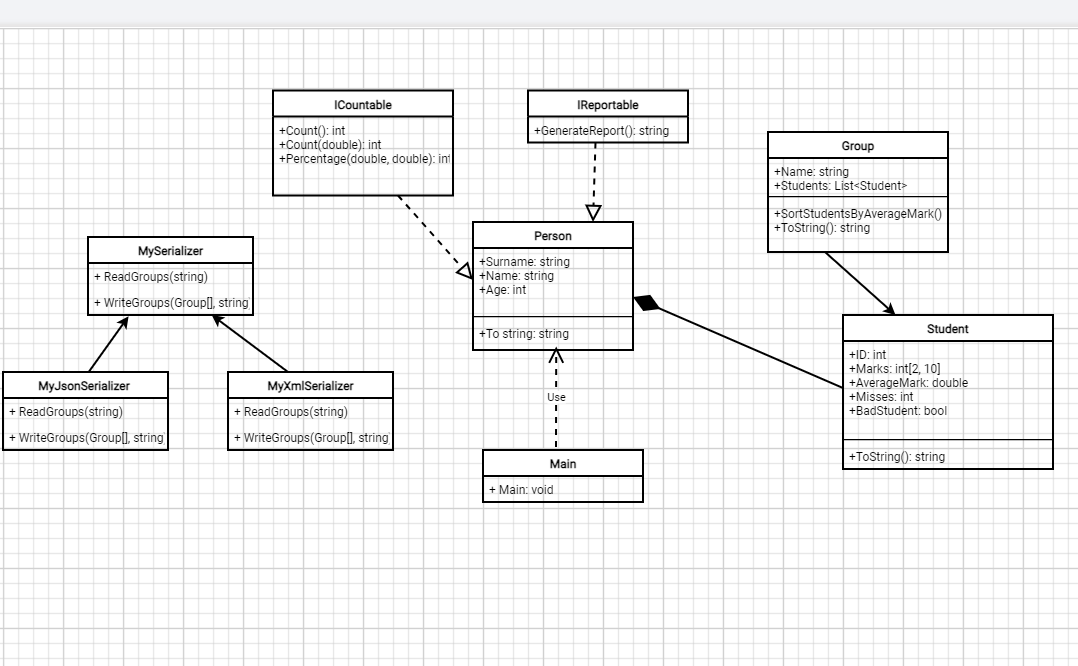 ICountable
+Count(): int
+Count(double): int
+Percentage(double, double): int
IReportable
+GenerateReport(): string
Group
+Name: string
+Students: List<Student>
+SortStudentsByAverageMark()
+ToString(): string
MySerializer
+ ReadGroups(string)
+ WriteGroups(Group[], string
Person
+Surname: string
+Name: string
+Age: int
+To string: string
Student
+ID: int
+Marks: int[2, 10]
+AverageMark: double
+Misses: int
+BadStudent: bool
+ToString(): string
MyJsonSerializer
+ ReadGroups(string)
+ WriteGroups(Group[], string
MyXmlSerializer
+ ReadGroups(string)
+ WriteGroups(Group[], string
Use
Main
+ Main: void